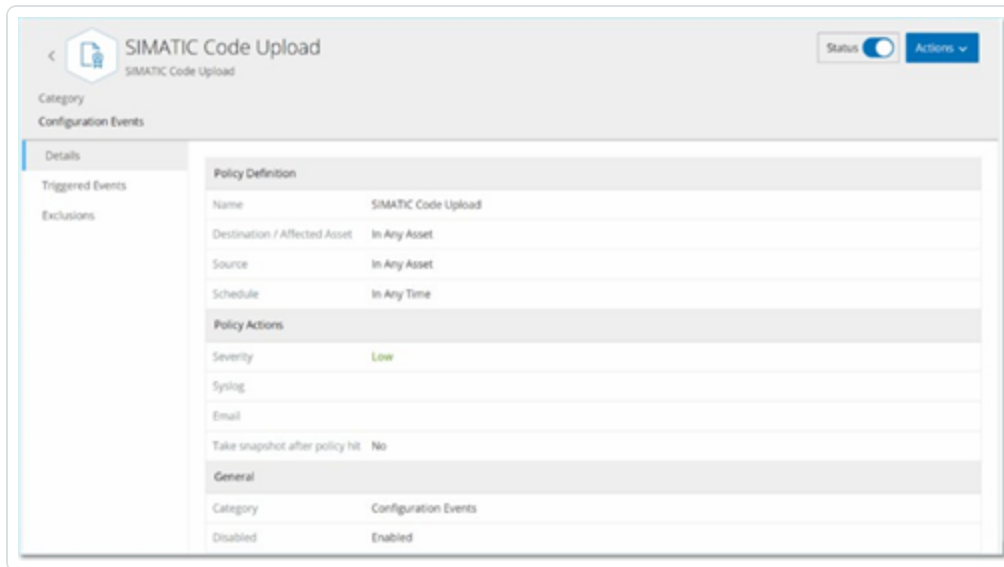 SIMATIC Code Upload
SIMATIC Code Upload
Status
Actions
Category
Configuration Events
Details
Triggered Events
Exclusions
Policy Definition
Name SIMATIC Code Upload
Destination / Affected Asset In Any Asset
Source In Any Asset
Schedule In Any Time
Policy Actions
Severity Low
Syslog
Email
Take snapshot after policy hit No
General
Category Configuration Events
Disabled Enabled